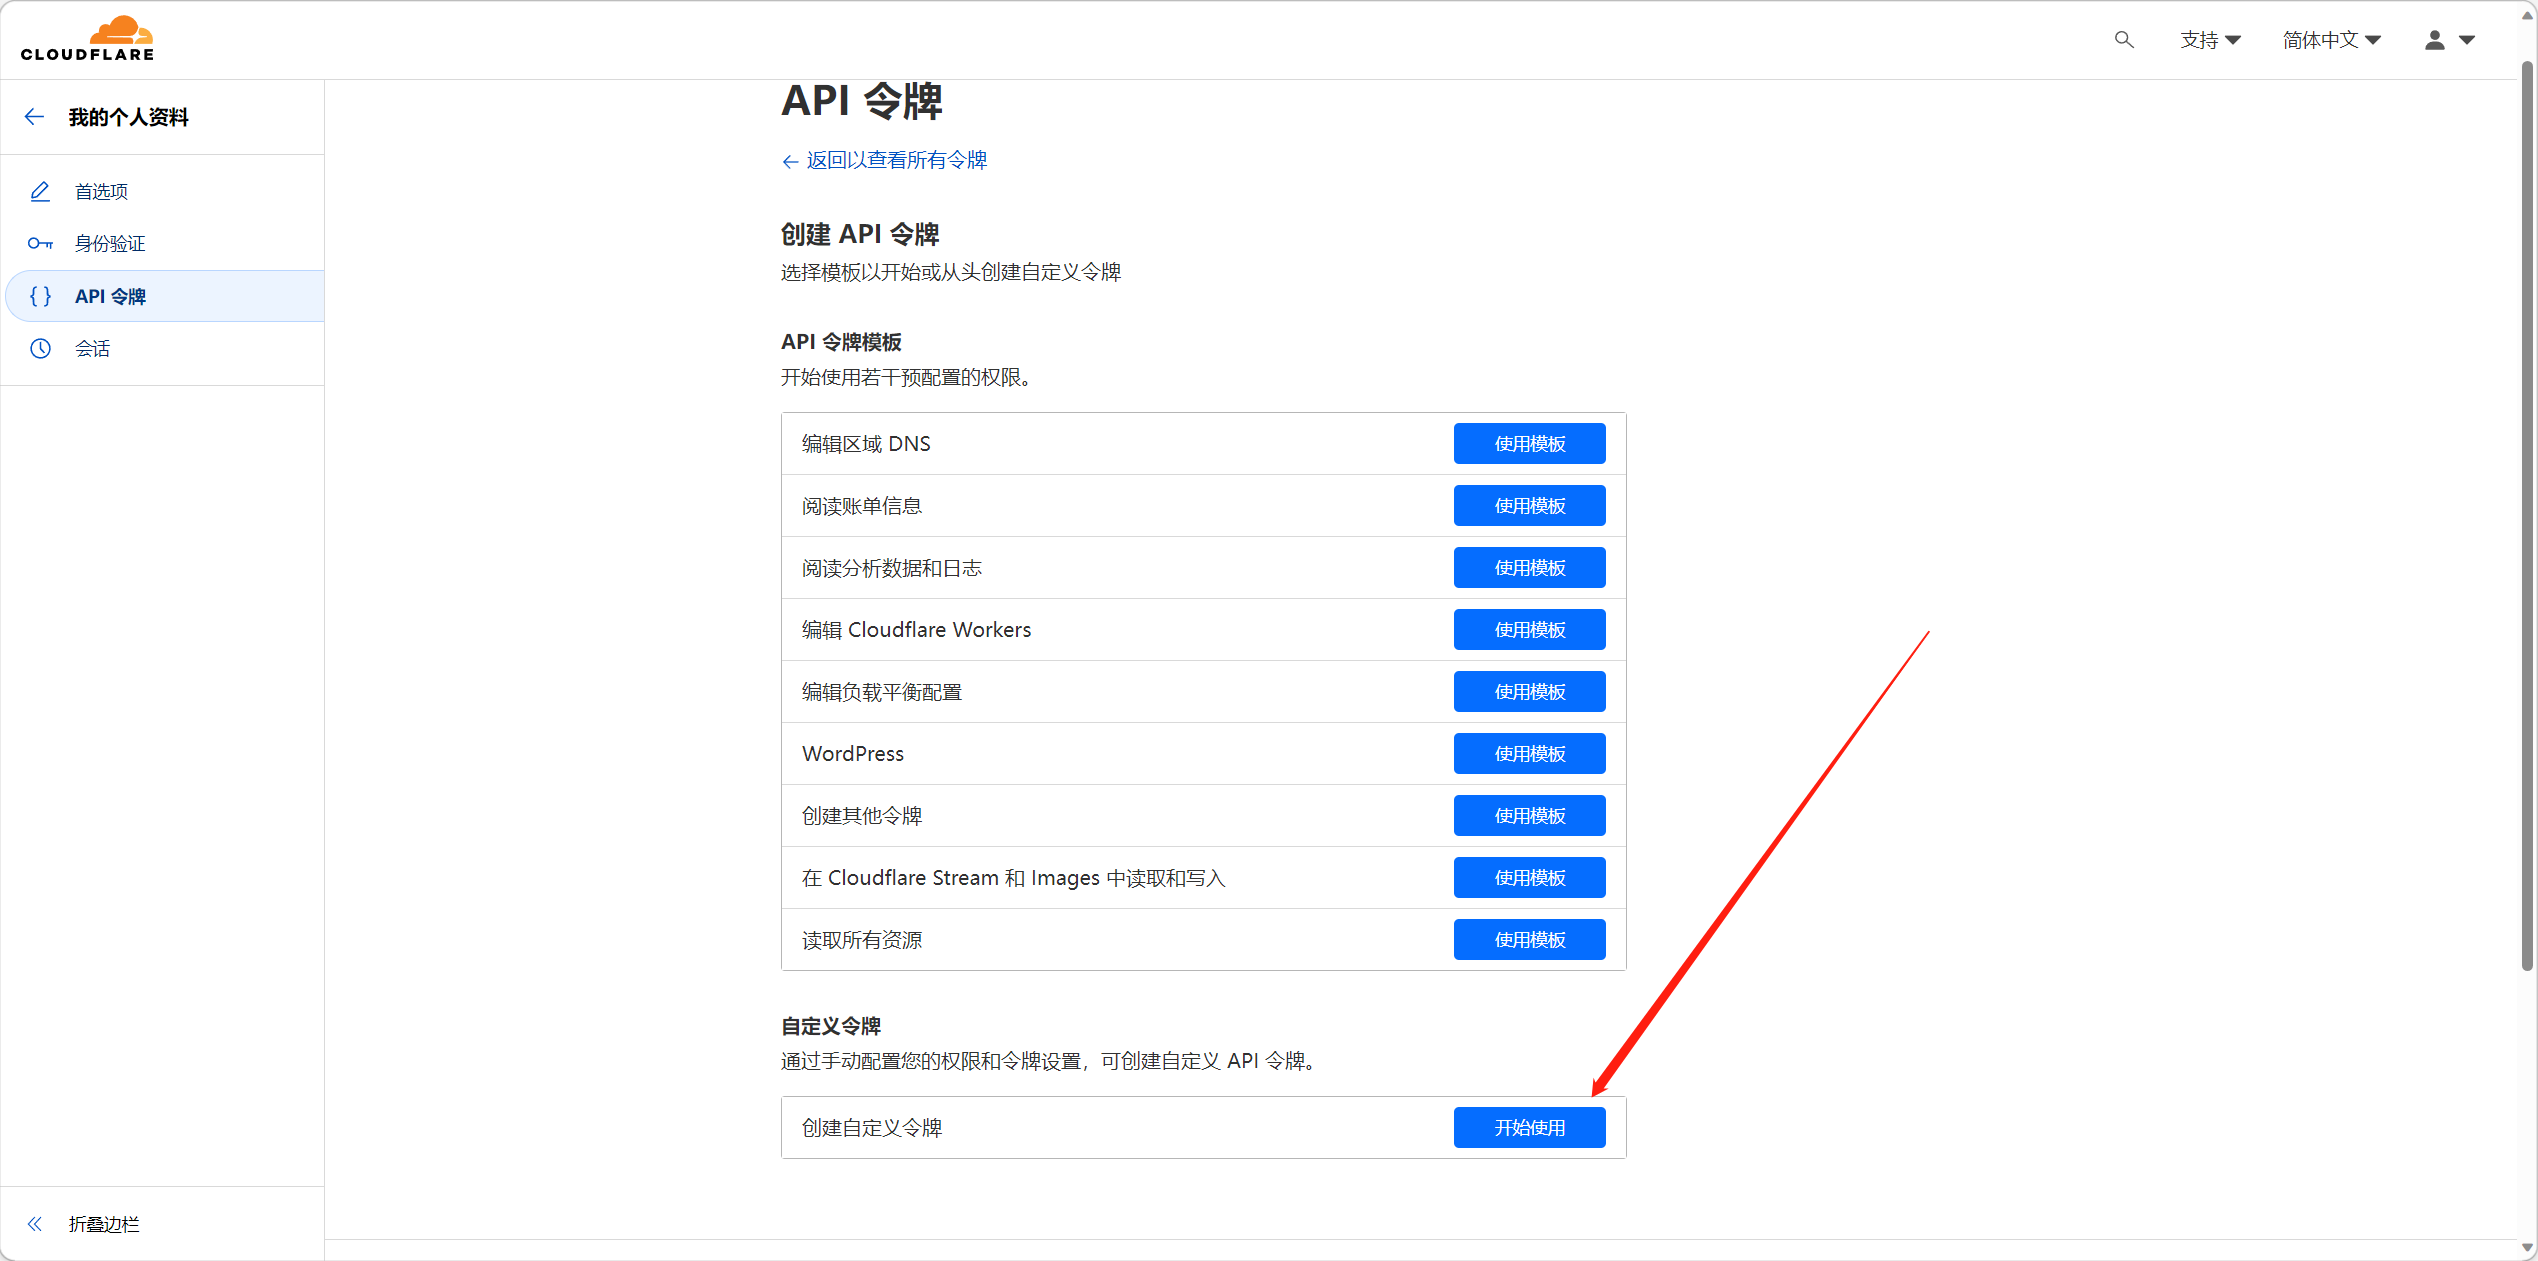 CLOUDFLARE
支持
简体中文
我的个人资料
首选项
身份验证
API 令牌
会话
折叠边栏
API 令牌
返回以查看所有令牌
创建 API 令牌
选择模板以开始或从头创建自定义令牌
API 令牌模板
开始使用若干预配置的权限。
编辑区域 DNS 使用模板
阅读账单信息 使用模板
阅读分析数据和日志 使用模板
编辑 Cloudflare Workers 使用模板
编辑负载平衡配置 使用模板
WordPress 使用模板
创建其他令牌 使用模板
在 Cloudflare Stream 和 Images 中读取和写入 使用模板
读取所有资源 使用模板
自定义令牌
通过手动配置您的权限和令牌设置，可创建自定义 API 令牌。
创建自定义令牌 开始使用